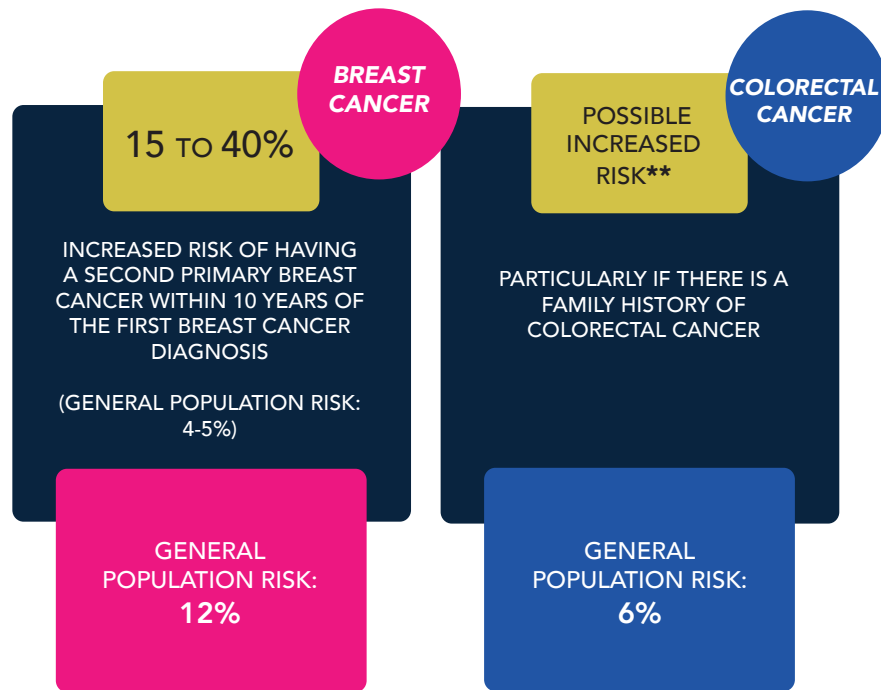 BREAST
CANCER
15 TO 40%
INCREASED RISK OF HAVING
A SECOND PRIMARY BREAST
CANCER WITHIN 10 YEARS OF
THE FIRST BREAST CANCER
DIAGNOSIS
(GENERAL POPULATION RISK:
4-5%)
GENERAL
POPULATION RISK:
12%
COLORECTAL
CANCER
POSSIBLE
INCREASED
RISK**
PARTICULARLY IF THERE IS A
FAMILY HISTORY OF
COLORECTAL CANCER
GENERAL
POPULATION RISK:
6%